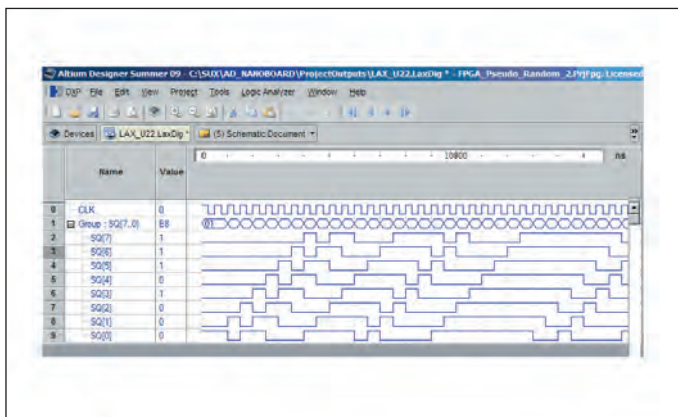 Altium Designer Summer 09 - C:\SUX\AD_NANOBOARD\ProjectOutputs\LAX_U22.LaxDig * - FPGA_Pseudo_Random_2.PrjFpg. Licensed
DXP File Edit View Project Tools Logic Analyzer Window Help
Devices LAX_U22.LaxDig * (5) Schematic Document
Name Value 0 10800 ns
0 CLK 0
1 Group : SQ[7..0] E8 01
2 SQ[7] 1
3 SQ[6] 1
4 SQ[5] 1
5 SQ[4] 0
6 SQ[3] 1
7 SQ[2] 0
8 SQ[1] 0
9 SQ[0] 0